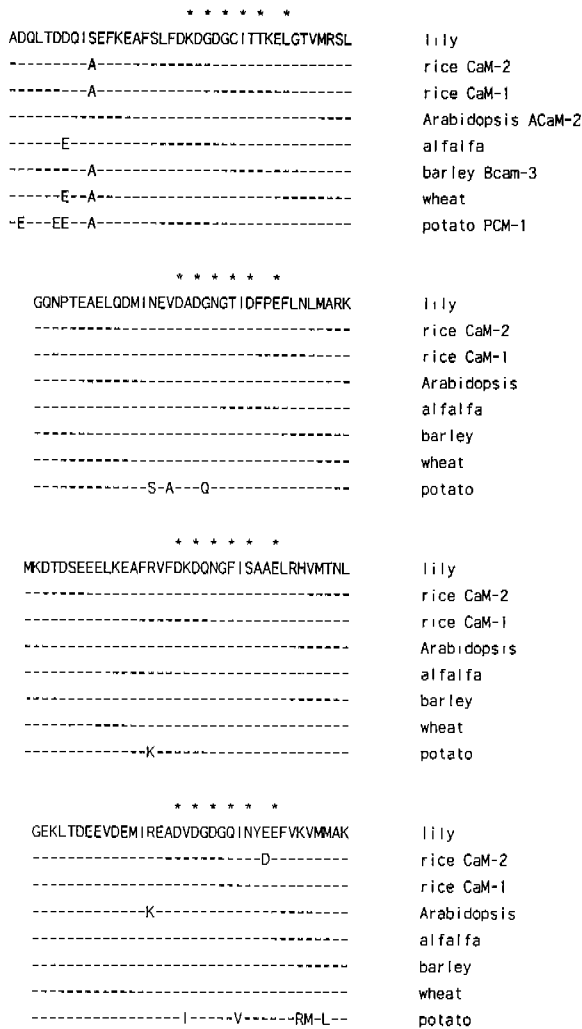 * * * * * *
ADQLTDDQISEFKEAFSLFDKDGDGCITTKELGTVMRSL lily
---------A----------------------------- rice CaM-2
---------A----------------------------- rice CaM-1
--------------------------------------- Arabidopsis ACaM-2
------E-------------------------------- alfalfa
---------A----------------------------- barley Bcam-3
------E--A----------------------------- wheat
-E---EE--A----------------------------- potato PCM-1
* * * * * *
GQNPTEAELQDMINEVDADGNGTIDFPEFLNLMARK lily
------------------------------------ rice CaM-2
------------------------------------ rice CaM-1
------------------------------------ Arabidopsis
------------------------------------ alfalfa
------------------------------------ barley
------------------------------------ wheat
-------------S-A---Q---------------- potato
* * * * * *
MKDTDSEEELKEAFRVFDKDQNGFISAAELRHVMTNL lily
------------------------------------- rice CaM-2
------------------------------------- rice CaM-1
------------------------------------- Arabidopsis
------------------------------------- alfalfa
------------------------------------- barley
------------------------------------- wheat
--------------K---------------------- potato
* * * * * *
GEKLTDEEVDEMIREADVDGDGQINYEEFVKVMMAK lily
--------------------------D--------- rice CaM-2
------------------------------------ rice CaM-1
-------------K---------------------- Arabidopsis
------------------------------------ alfalfa
------------------------------------ barley
------------------------------------ wheat
-----------------I-----V------RM-L-- potato